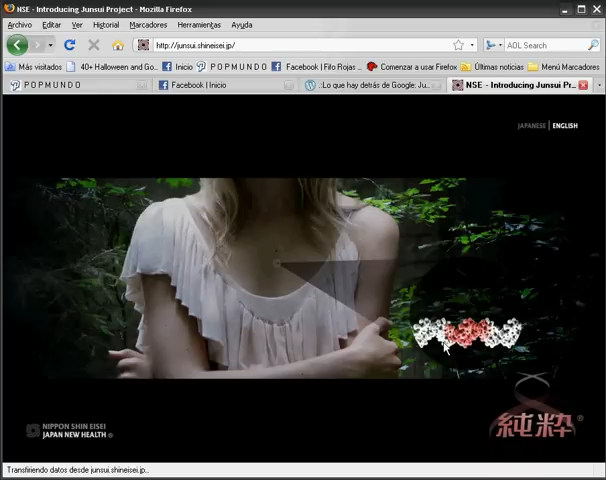 NSE - Introducing Junsui Project - Mozilla Firefox
Archivo Editar Ver Historial Marcadores Herramientas Ayuda
http://junsui.shineisei.jp/
AOL Search
Más visitados 40+ Halloween and Go... Facebook | Inicio P O P M U N D O Facebook | Fifo Rojas - ... Comenzar a usar Firefox Últimas noticias Menú Marcadores
P O P M U N D O Facebook | Inicio .:Lo que hay detrás de Google: Ju... NSE - Introducing Junsui Pr...
JAPANESE | ENGLISH
純粋®
NIPPON SHIN EISEI
JAPAN NEW HEALTH ®
Transfiriendo datos desde junsui.shineisei.jp...